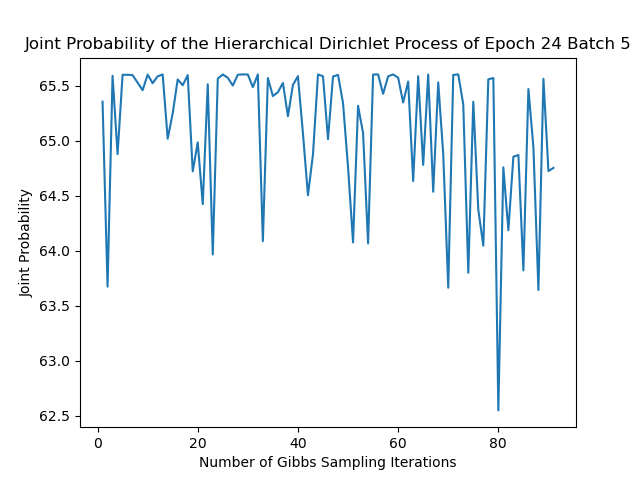 Joint Probability of the Hierarchical Dirichlet Process of Epoch 24 Batch 5
65.5
65.0
64.5
64.0
63.5
63.0
62.5
Joint Probability
0 20 40 60 80
Number of Gibbs Sampling Iterations